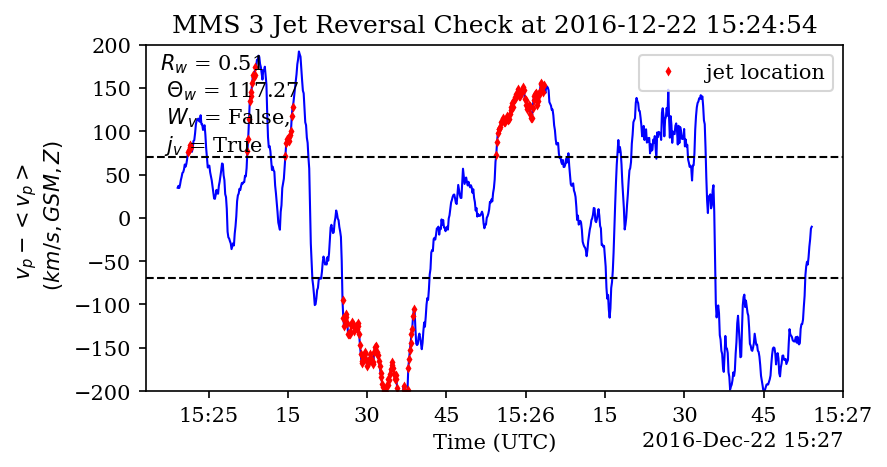 MMS 3 Jet Reversal Check at 2016-12-22 15:24:54
R_w = 0.51
Θ_w = 117.27
W_v = False,
j_v = True
jet location
200
150
100
50
0
−50
−100
−150
−200
v_p − <v_p>
(km/s, GSM, Z)
15:25 15 30 45 15:26 15 30 45 15:27
Time (UTC)
2016-Dec-22 15:27